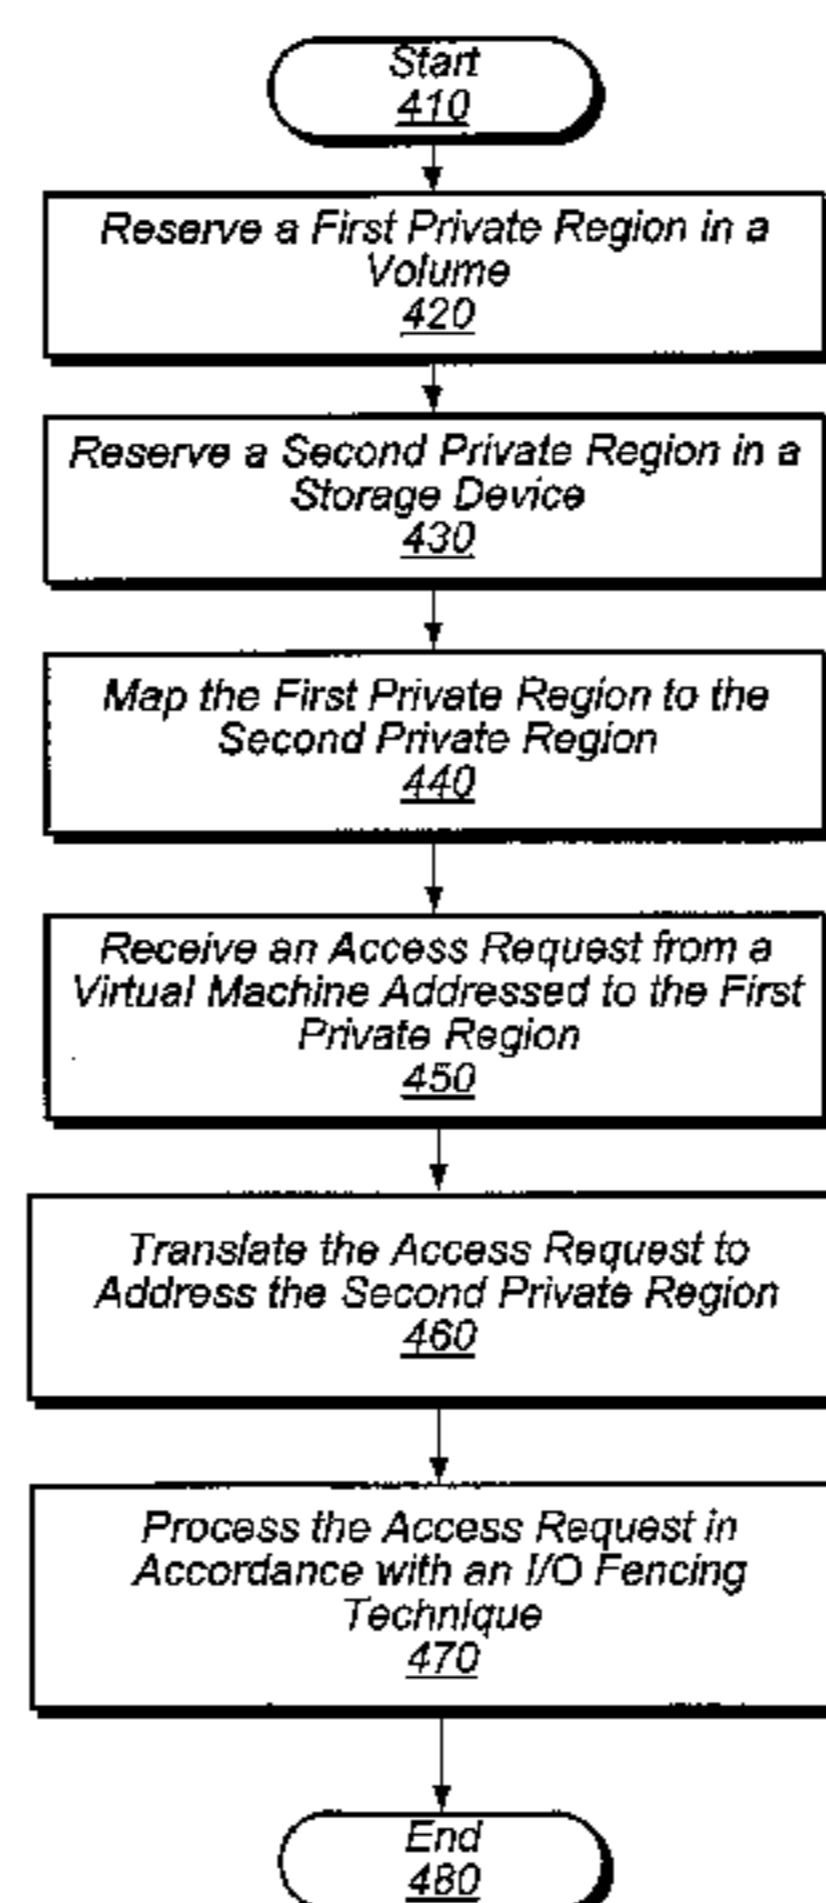 Start
410
Reserve a First Private Region in a
Volume
420
Reserve a Second Private Region in a
Storage Device
430
Map the First Private Region to the
Second Private Region
440
Receive an Access Request from a
Virtual Machine Addressed to the First
Private Region
450
Translate the Access Request to
Address the Second Private Region
460
Process the Access Request in
Accordance with an I/O Fencing
Technique
470
End
480